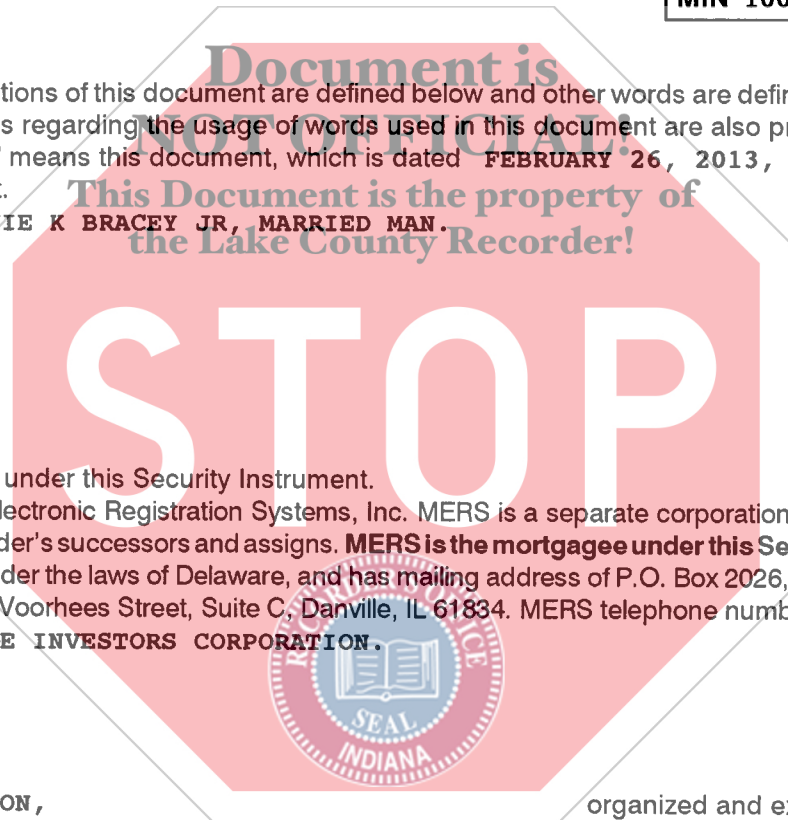 MIN 100
Document is
tions of this document are defined below and other words are defin
NOT OFFICIAL!
s regarding the usage of words used in this document are also pr
" means this document, which is dated FEBRUARY 26, 2013,
t.
This Document is the property of
IE K BRACEY JR, MARRIED MAN.
the Lake County Recorder!
STOP
under this Security Instrument.
lectronic Registration Systems, Inc. MERS is a separate corporation
der's successors and assigns. MERS is the mortgagee under this Se
der the laws of Delaware, and has mailing address of P.O. Box 2026,
Voorhees Street, Suite C, Danville, IL 61834. MERS telephone numb
E INVESTORS CORPORATION.
RECORDER'S OFFICE
SEAL
INDIANA
ON,
organized and ex